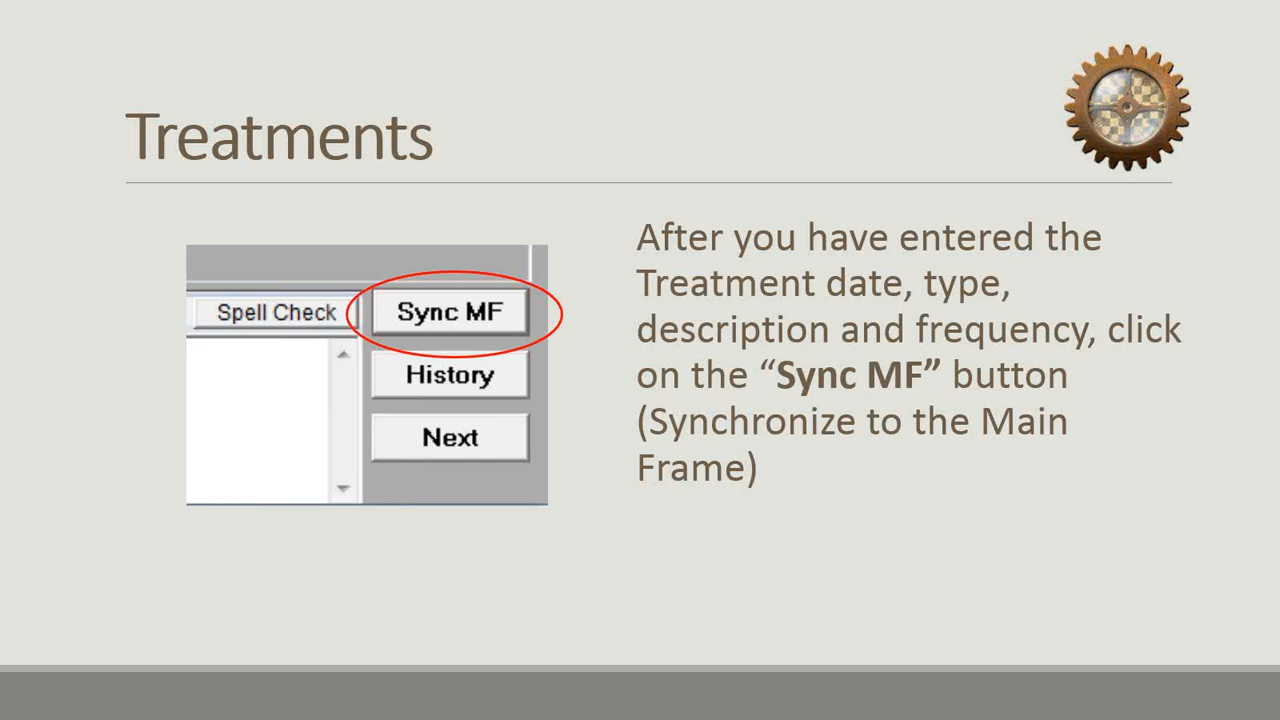 Treatments
Spell Check
Sync MF
History
Next
After you have entered the
Treatment date, type,
description and frequency, click
on the “Sync MF” button
(Synchronize to the Main
Frame)